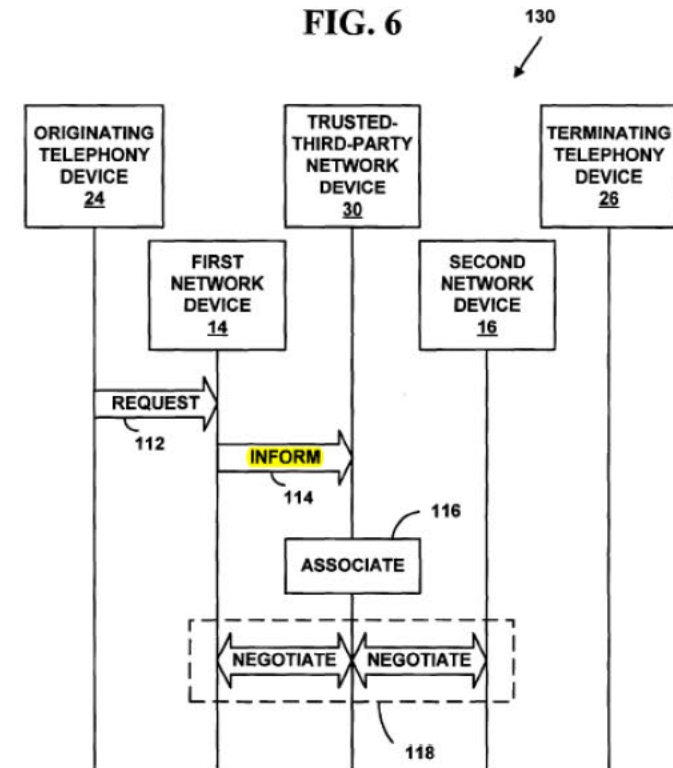 FIG. 6
130
ORIGINATING
TELEPHONY
DEVICE
24
TRUSTED-
THIRD-PARTY
NETWORK
DEVICE
30
TERMINATING
TELEPHONY
DEVICE
26
FIRST
NETWORK
DEVICE
14
SECOND
NETWORK
DEVICE
16
REQUEST
112
INFORM
114
116
ASSOCIATE
NEGOTIATE
NEGOTIATE
118